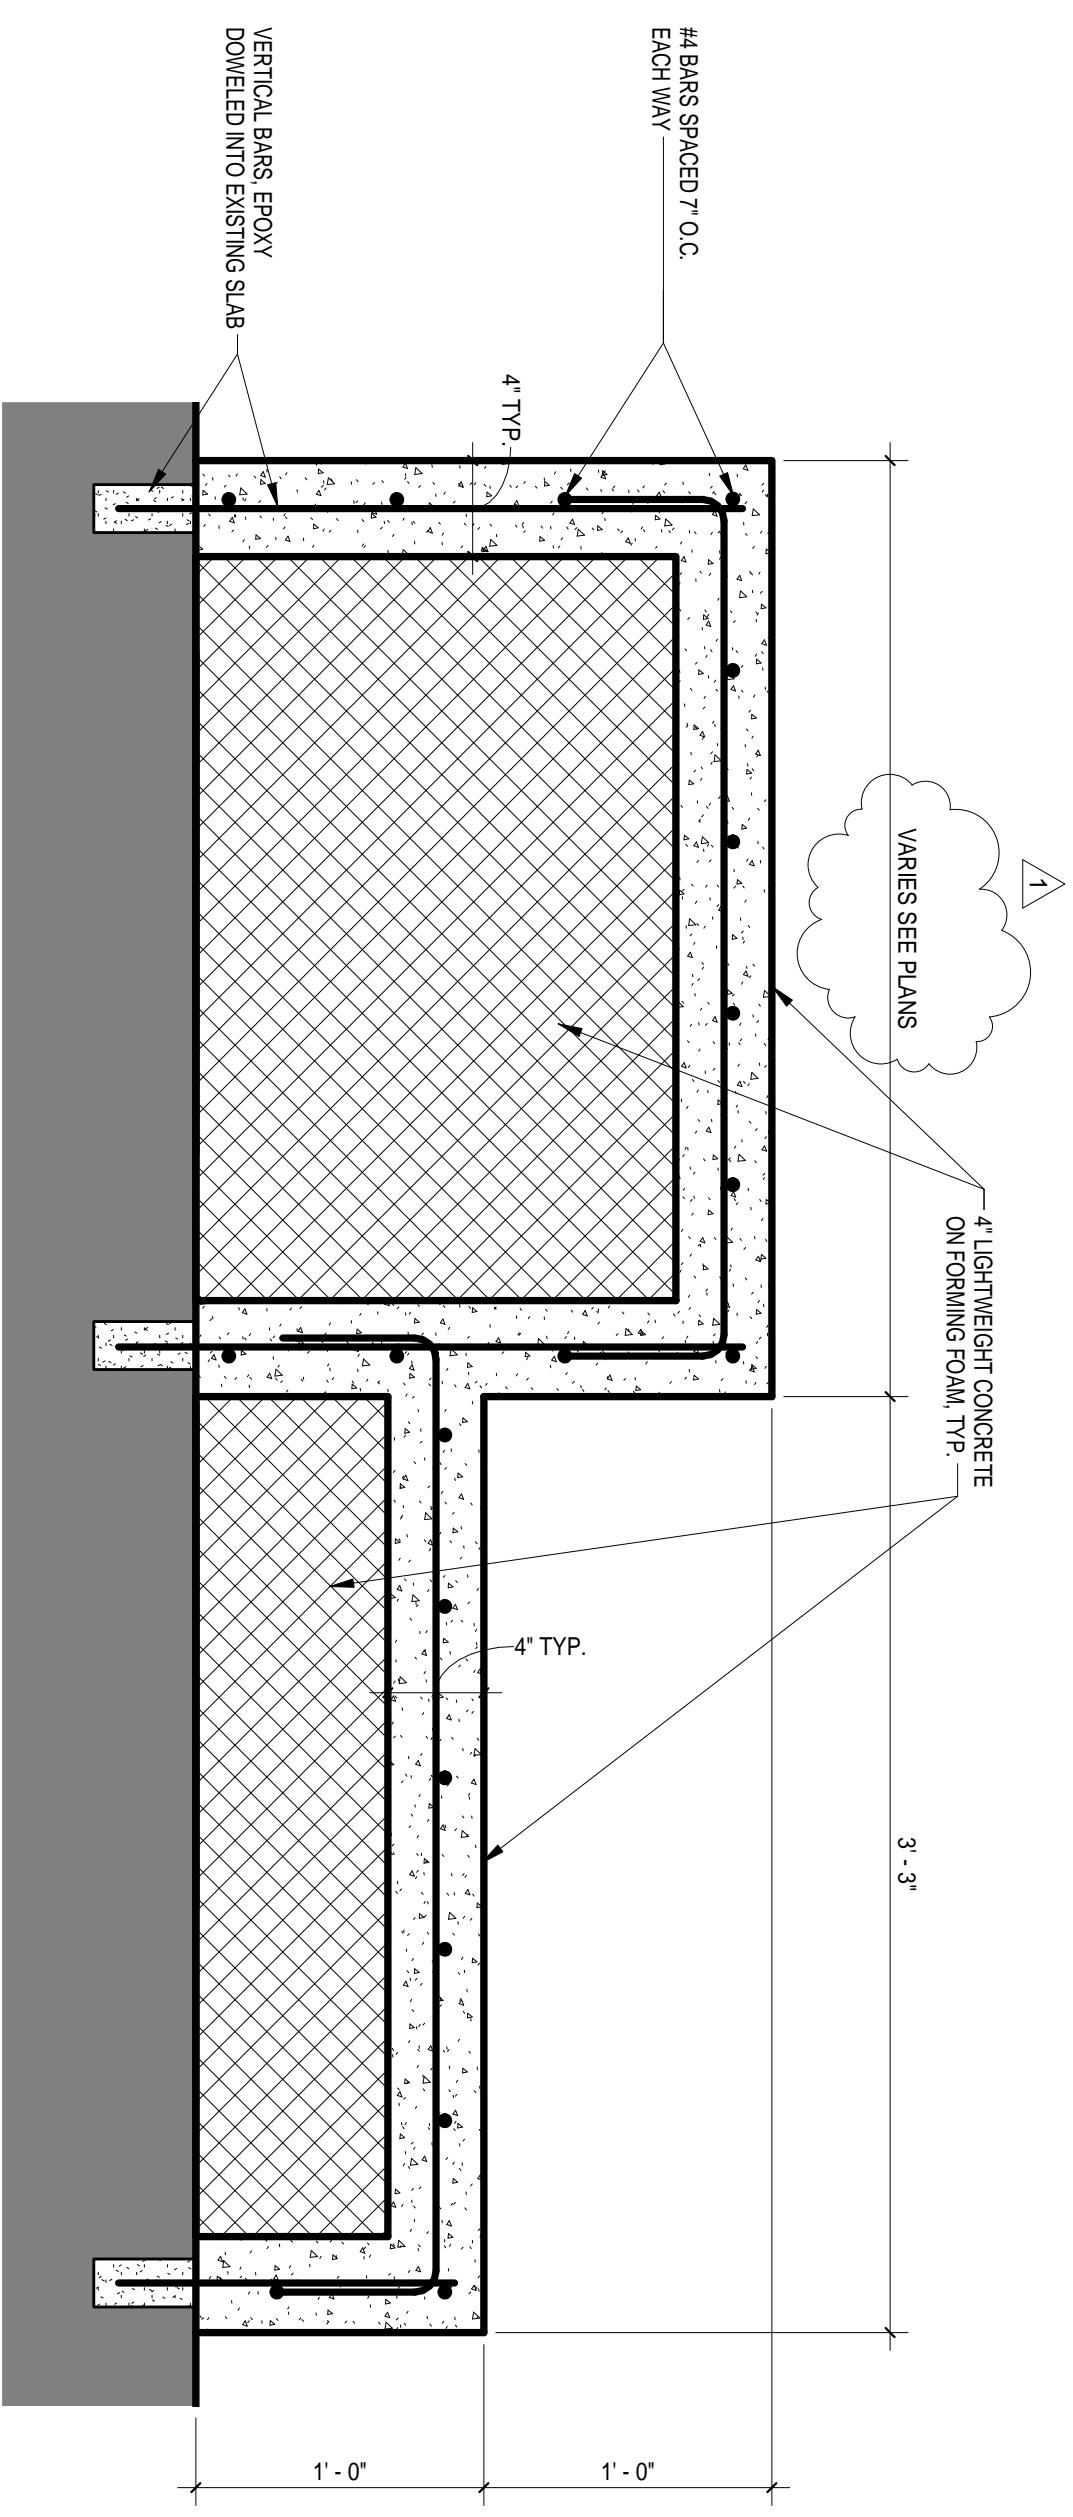 #4 BARS SPACED 7" O.C.
EACH WAY
VERTICAL BARS, EPOXY
DOWELED INTO EXISTING SLAB
4" TYP.
1
VARIES SEE PLANS
4" LIGHTWEIGHT CONCRETE
ON FORMING FOAM, TYP.
4" TYP.
3' - 3"
1' - 0"
1' - 0"